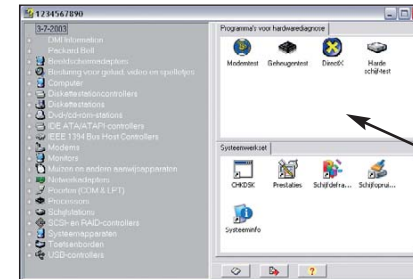 1234567890
3-7-2003
DMI Information
Packard Bell
Beeldschermadapters
Besturing voor geluid, video en spelletjes
Computer
Diskettestationcontrollers
Diskettestations
Dvd-/cd-rom-stations
IDE ATA/ATAPI-controllers
IEEE 1394 Bus Host Controllers
Modems
Monitors
Muizen en andere aanwijsapparaten
Netwerkadapters
Poorten (COM & LPT)
Processors
Schijfstations
SCSI- en RAID-controllers
Systeemapparaten
Toetsenborden
USB-controllers
Programma's voor hardwarediagnose
Modemtest
Geheugentest
DirectX
Harde
schijf-test
Systeemwerkset
CHKDSK
Prestaties
Schijfdefra...
Schijfoprui...
Systeeminfo